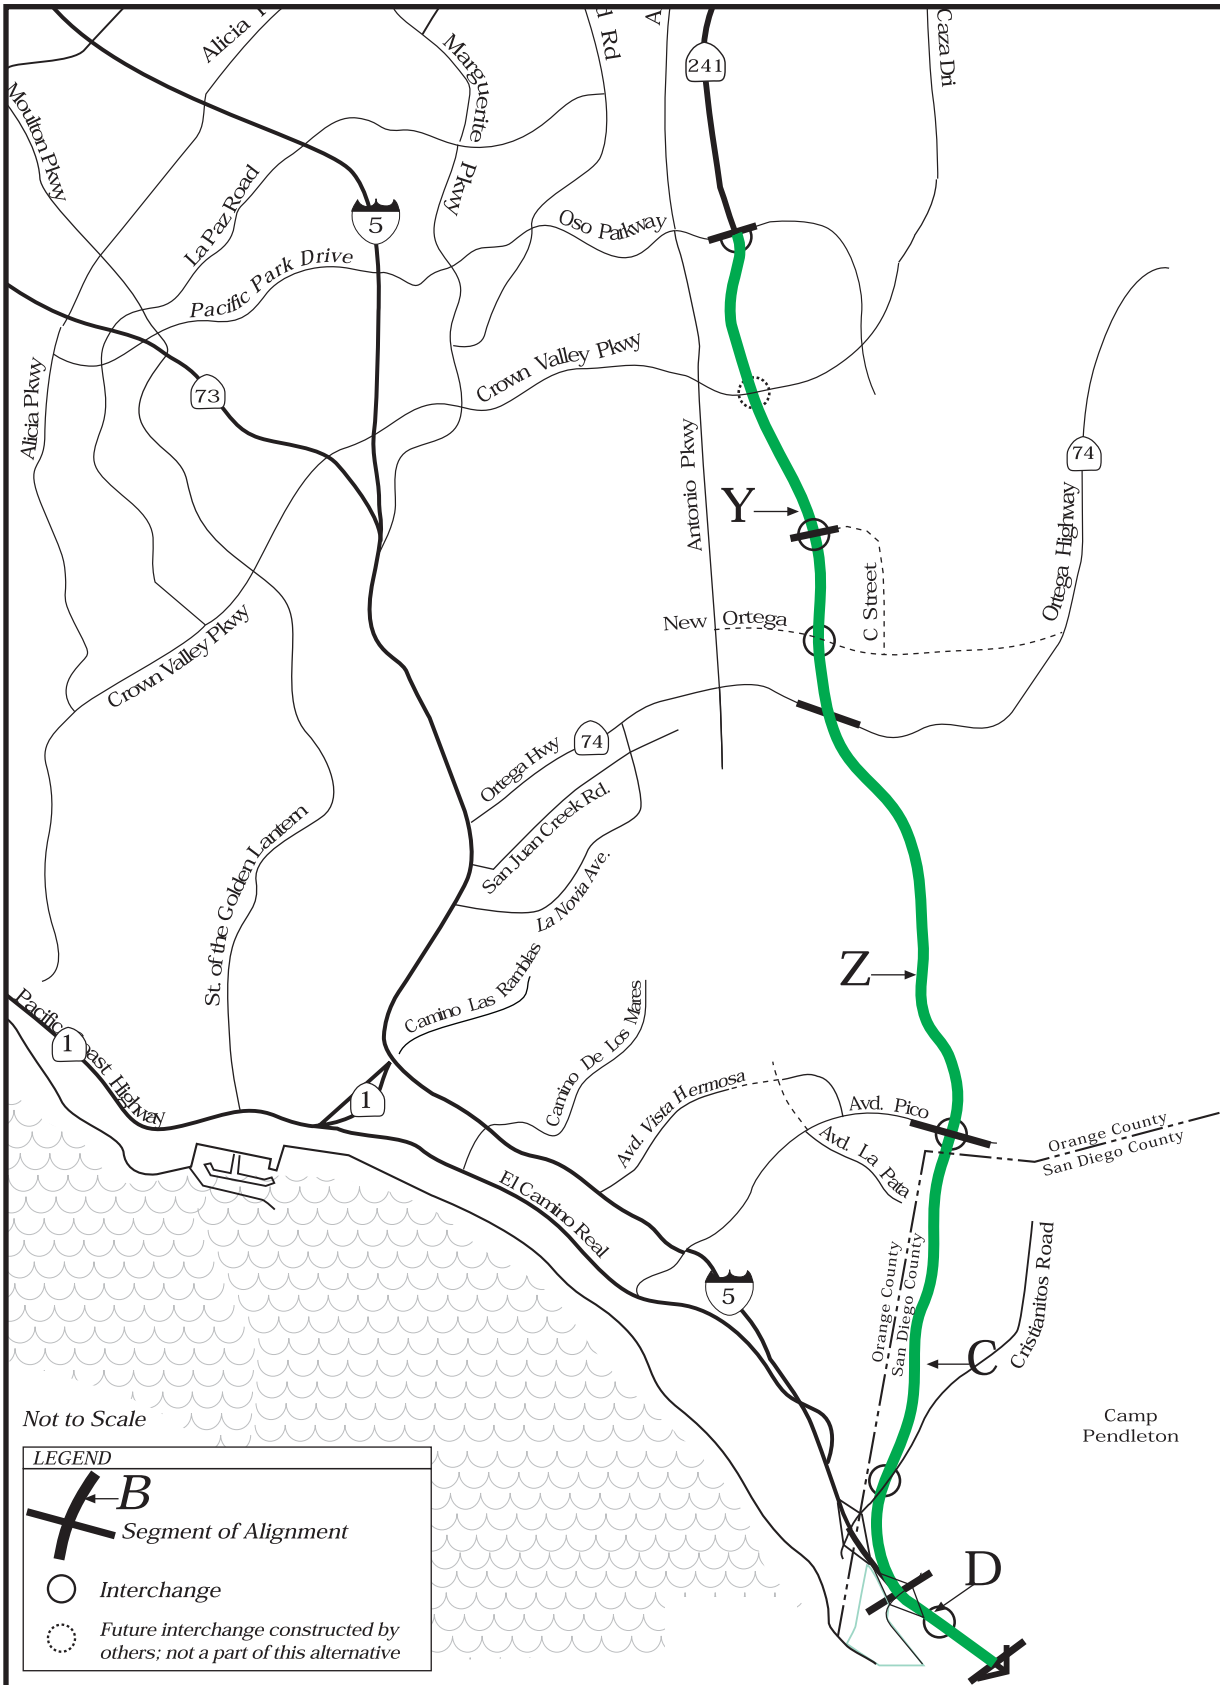 Alicia P
d Rd
A
241
Caza Dri
Marguerite
Pkwy
Moulton Pkwy
La Paz Road
5
Oso Parkway
Pacific Park Drive
Crown Valley Pkwy
Alicia Pkwy
73
74
Antonio Pkwy
Y
Ortega Highway
C Street
New Ortega
Crown Valley Pkwy
74
Ortega Hwy
San Juan Creek Rd.
La Novia Ave.
St. of the Golden Lantern
Z
Camino Las Ramblas
Camino De Los Mares
Pacific Coast Highway
1
1
Avd. Vista Hermosa
Avd. Pico
Avd. La Pata
Orange County
San Diego County
El Camino Real
Orange County
San Diego County
5
Cristianitos Road
C
Camp
Pendleton
D
Not to Scale
LEGEND
B
Segment of Alignment
Interchange
Future interchange constructed by
others; not a part of this alternative